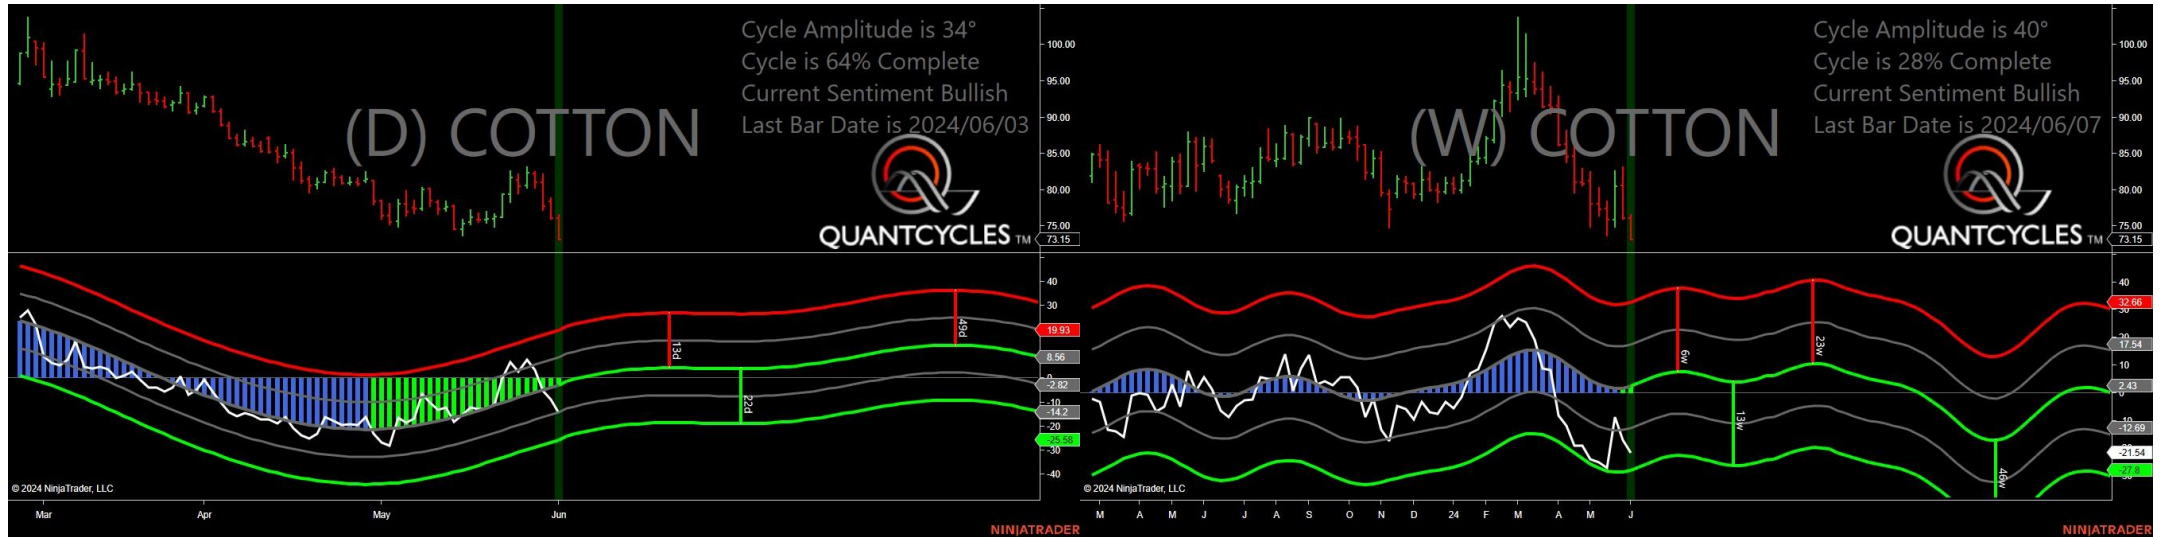 Cycle Amplitude is 34°
Cycle is 64% Complete
Current Sentiment Bullish
Last Bar Date is 2024/06/03
(D) COTTON
QUANTCYCLES TM
100.00
95.00
90.00
85.00
80.00
75.00
73.15
40
30
19.93
8.56
0
-2.82
-10
-14.2
-20
-25.58
-30
-40
13d
22d
49d
© 2024 NinjaTrader, LLC
Mar Apr May Jun
NINJATRADER
Cycle Amplitude is 40°
Cycle is 28% Complete
Current Sentiment Bullish
Last Bar Date is 2024/06/07
(W) COTTON
QUANTCYCLES TM
100.00
95.00
90.00
85.00
80.00
75.00
73.15
40
32.66
30
20
17.54
10
2.43
0
-10
-12.69
-21.54
-27.8
6w
13w
23w
46w
© 2024 NinjaTrader, LLC
M A M J J A S O N D 24 F M A M J
NINJATRADER